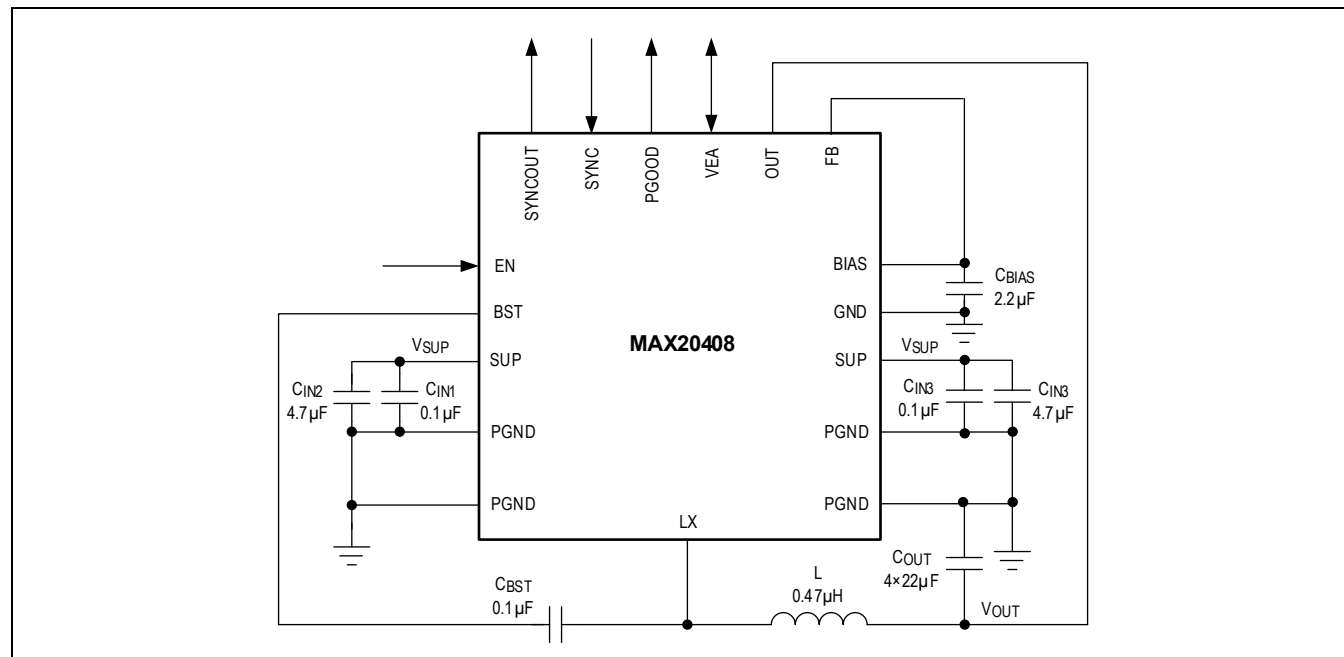 SYNCOUT
SYNC
PGOOD
VEA
OUT
FB
EN
BST
SUP
PGND
PGND
MAX20408
BIAS
GND
SUP
PGND
PGND
LX
VSUP
CIN2
4.7µF
CIN1
0.1µF
CBIAS
2.2µF
VSUP
CIN3
0.1µF
CIN3
4.7µF
COUT
4×22µF
CBST
0.1µF
L
0.47µH
VOUT